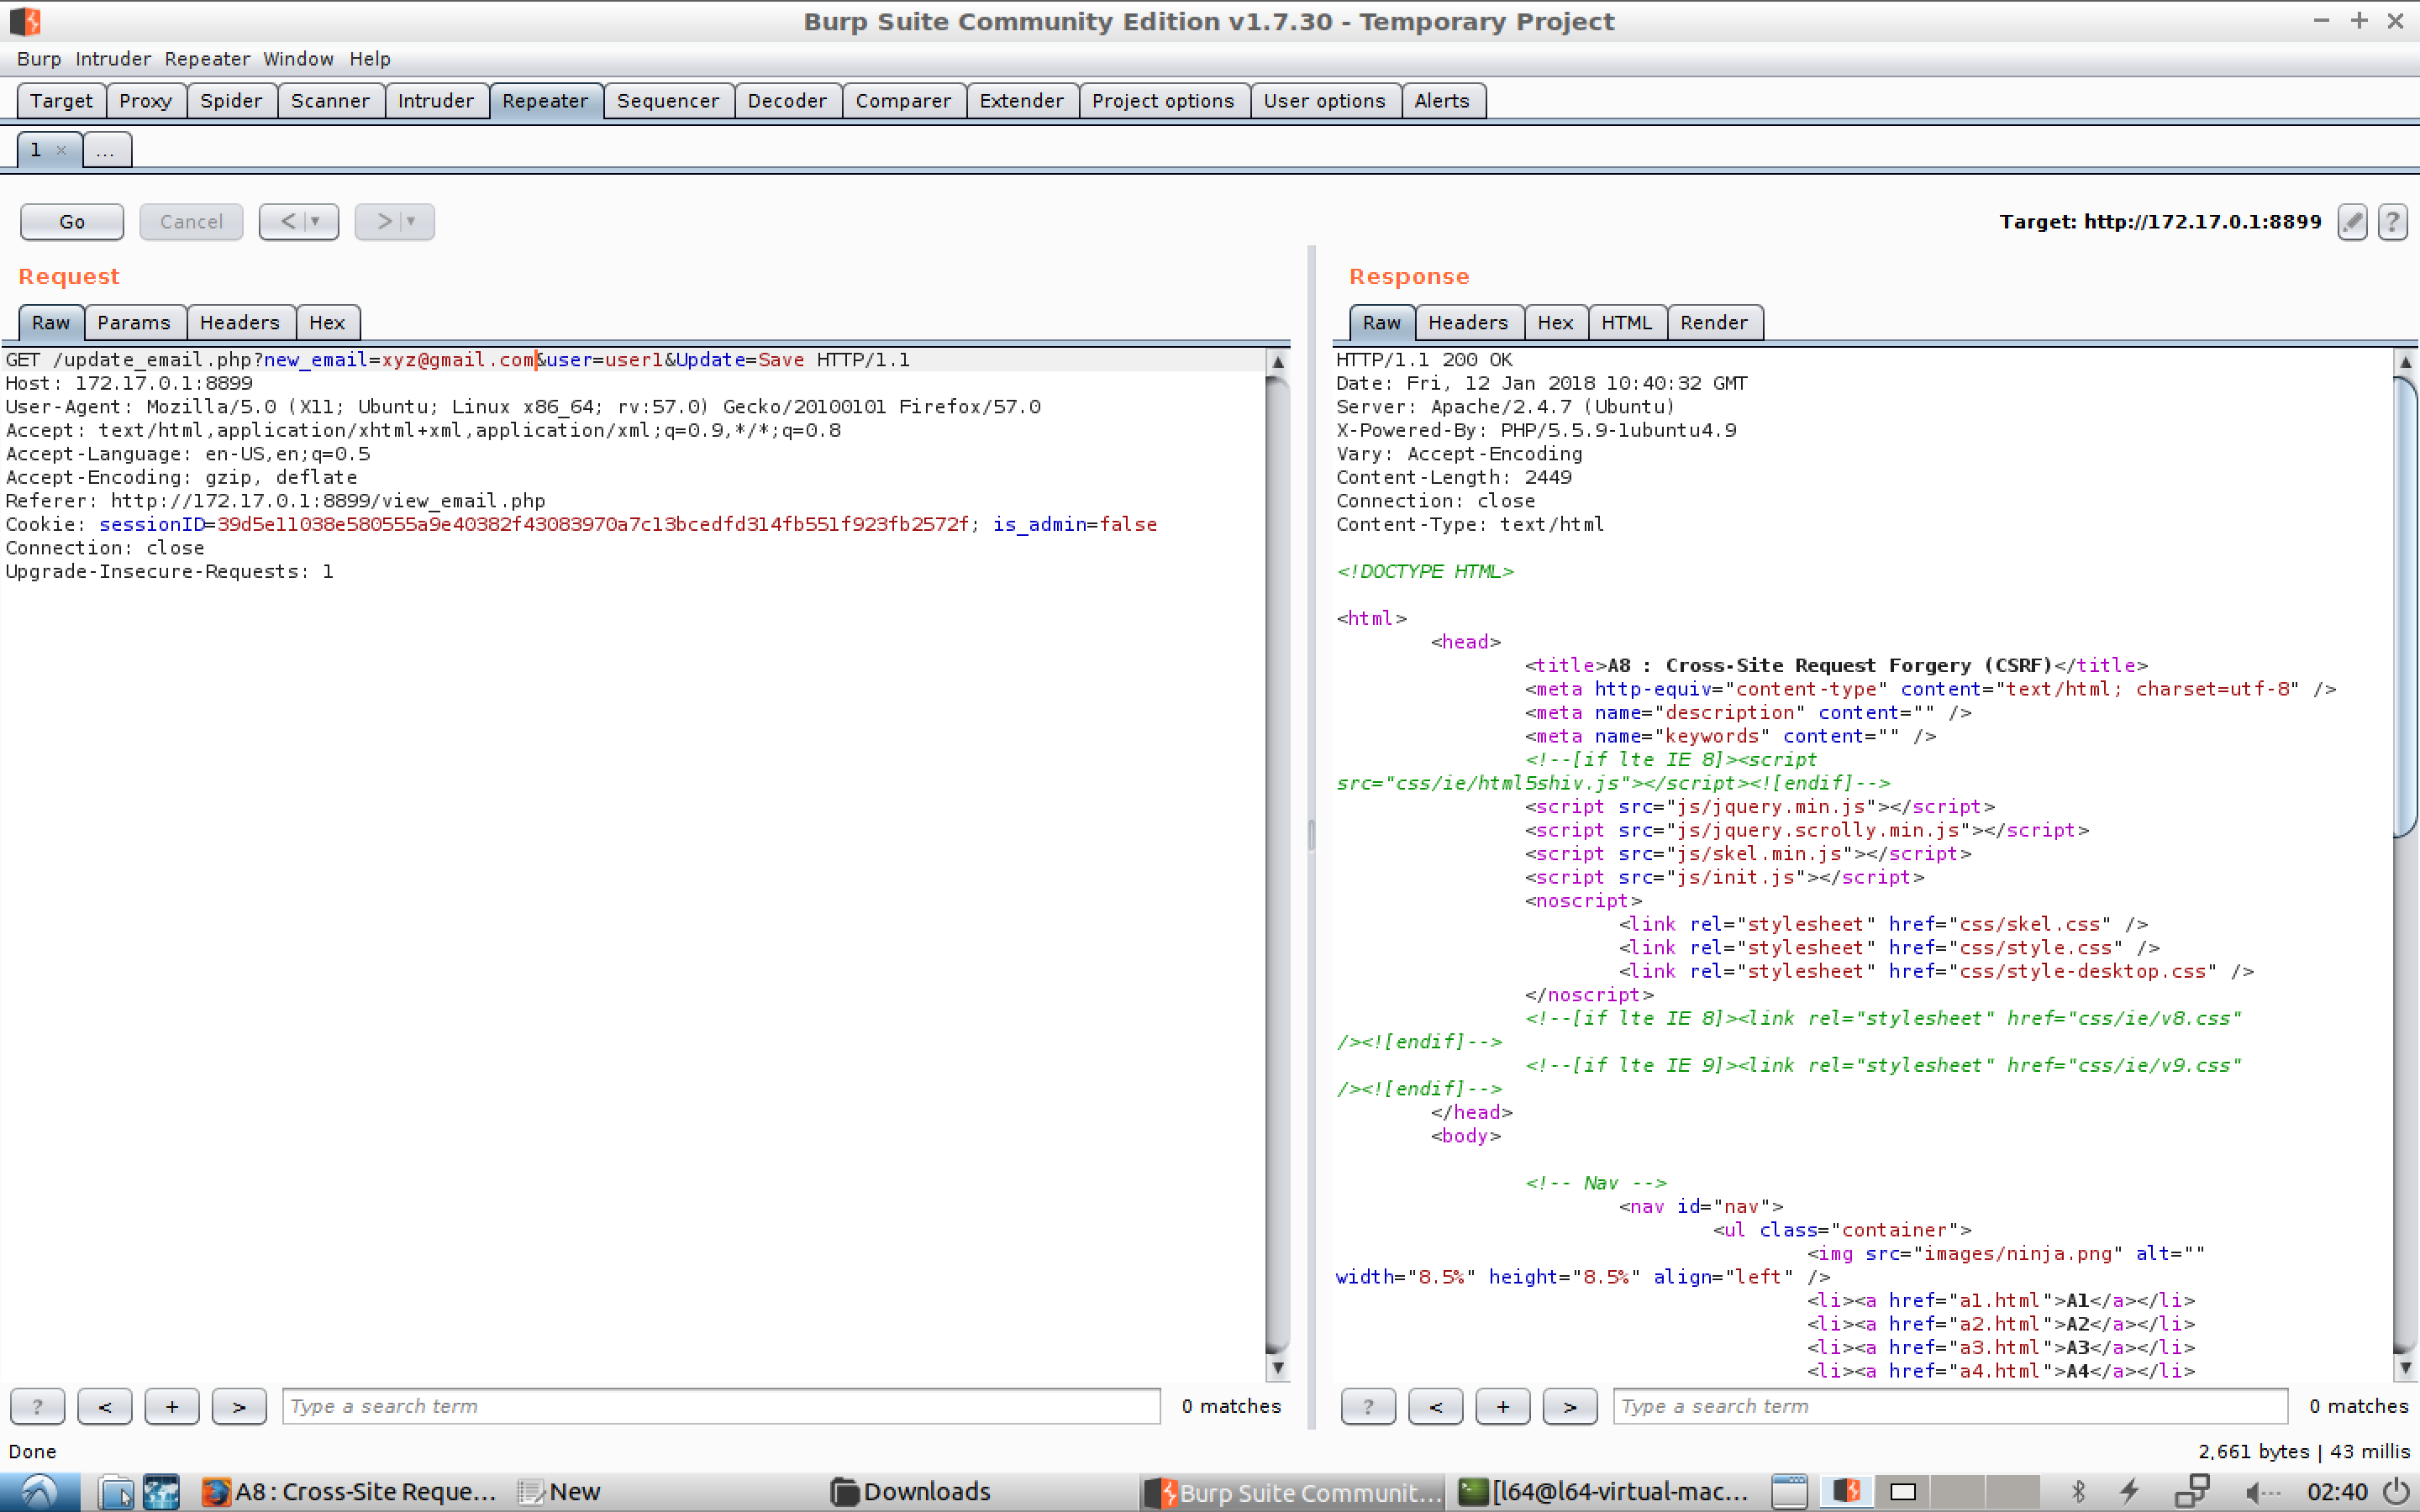 Burp Suite Community Edition v1.7.30 - Temporary Project
Burp Intruder Repeater Window Help
Target Proxy Spider Scanner Intruder Repeater Sequencer Decoder Comparer Extender Project options User options Alerts
1 × ...
Go Cancel < > Target: http://172.17.0.1:8899 ?
Request
Raw Params Headers Hex
GET /update_email.php?new_email=xyz@gmail.com&user=user1&Update=Save HTTP/1.1
Host: 172.17.0.1:8899
User-Agent: Mozilla/5.0 (X11; Ubuntu; Linux x86_64; rv:57.0) Gecko/20100101 Firefox/57.0
Accept: text/html,application/xhtml+xml,application/xml;q=0.9,*/*;q=0.8
Accept-Language: en-US,en;q=0.5
Accept-Encoding: gzip, deflate
Referer: http://172.17.0.1:8899/view_email.php
Cookie: sessionID=39d5e11038e580555a9e40382f43083970a7c13bcedfd314fb551f923fb2572f; is_admin=false
Connection: close
Upgrade-Insecure-Requests: 1
? < + > Type a search term 0 matches
Response
Raw Headers Hex HTML Render
HTTP/1.1 200 OK
Date: Fri, 12 Jan 2018 10:40:32 GMT
Server: Apache/2.4.7 (Ubuntu)
X-Powered-By: PHP/5.5.9-1ubuntu4.9
Vary: Accept-Encoding
Content-Length: 2449
Connection: close
Content-Type: text/html
<!DOCTYPE HTML>
<html>
<head>
<title>A8 : Cross-Site Request Forgery (CSRF)</title>
<meta http-equiv="content-type" content="text/html; charset=utf-8" />
<meta name="description" content="" />
<meta name="keywords" content="" />
<!--[if lte IE 8]><script
src="css/ie/html5shiv.js"></script><![endif]-->
<script src="js/jquery.min.js"></script>
<script src="js/jquery.scrolly.min.js"></script>
<script src="js/skel.min.js"></script>
<script src="js/init.js"></script>
<noscript>
<link rel="stylesheet" href="css/skel.css" />
<link rel="stylesheet" href="css/style.css" />
<link rel="stylesheet" href="css/style-desktop.css" />
</noscript>
<!--[if lte IE 8]><link rel="stylesheet" href="css/ie/v8.css"
/><![endif]-->
<!--[if lte IE 9]><link rel="stylesheet" href="css/ie/v9.css"
/><![endif]-->
</head>
<body>
<!-- Nav -->
<nav id="nav">
<ul class="container">
<img src="images/ninja.png" alt=""
width="8.5%" height="8.5%" align="left" />
<li><a href="a1.html">A1</a></li>
<li><a href="a2.html">A2</a></li>
<li><a href="a3.html">A3</a></li>
<li><a href="a4.html">A4</a></li>
? < + > Type a search term 0 matches
Done 2,661 bytes | 43 millis
A8 : Cross-Site Reque... New Downloads Burp Suite Communit... [l64@l64-virtual-mac... 02:40